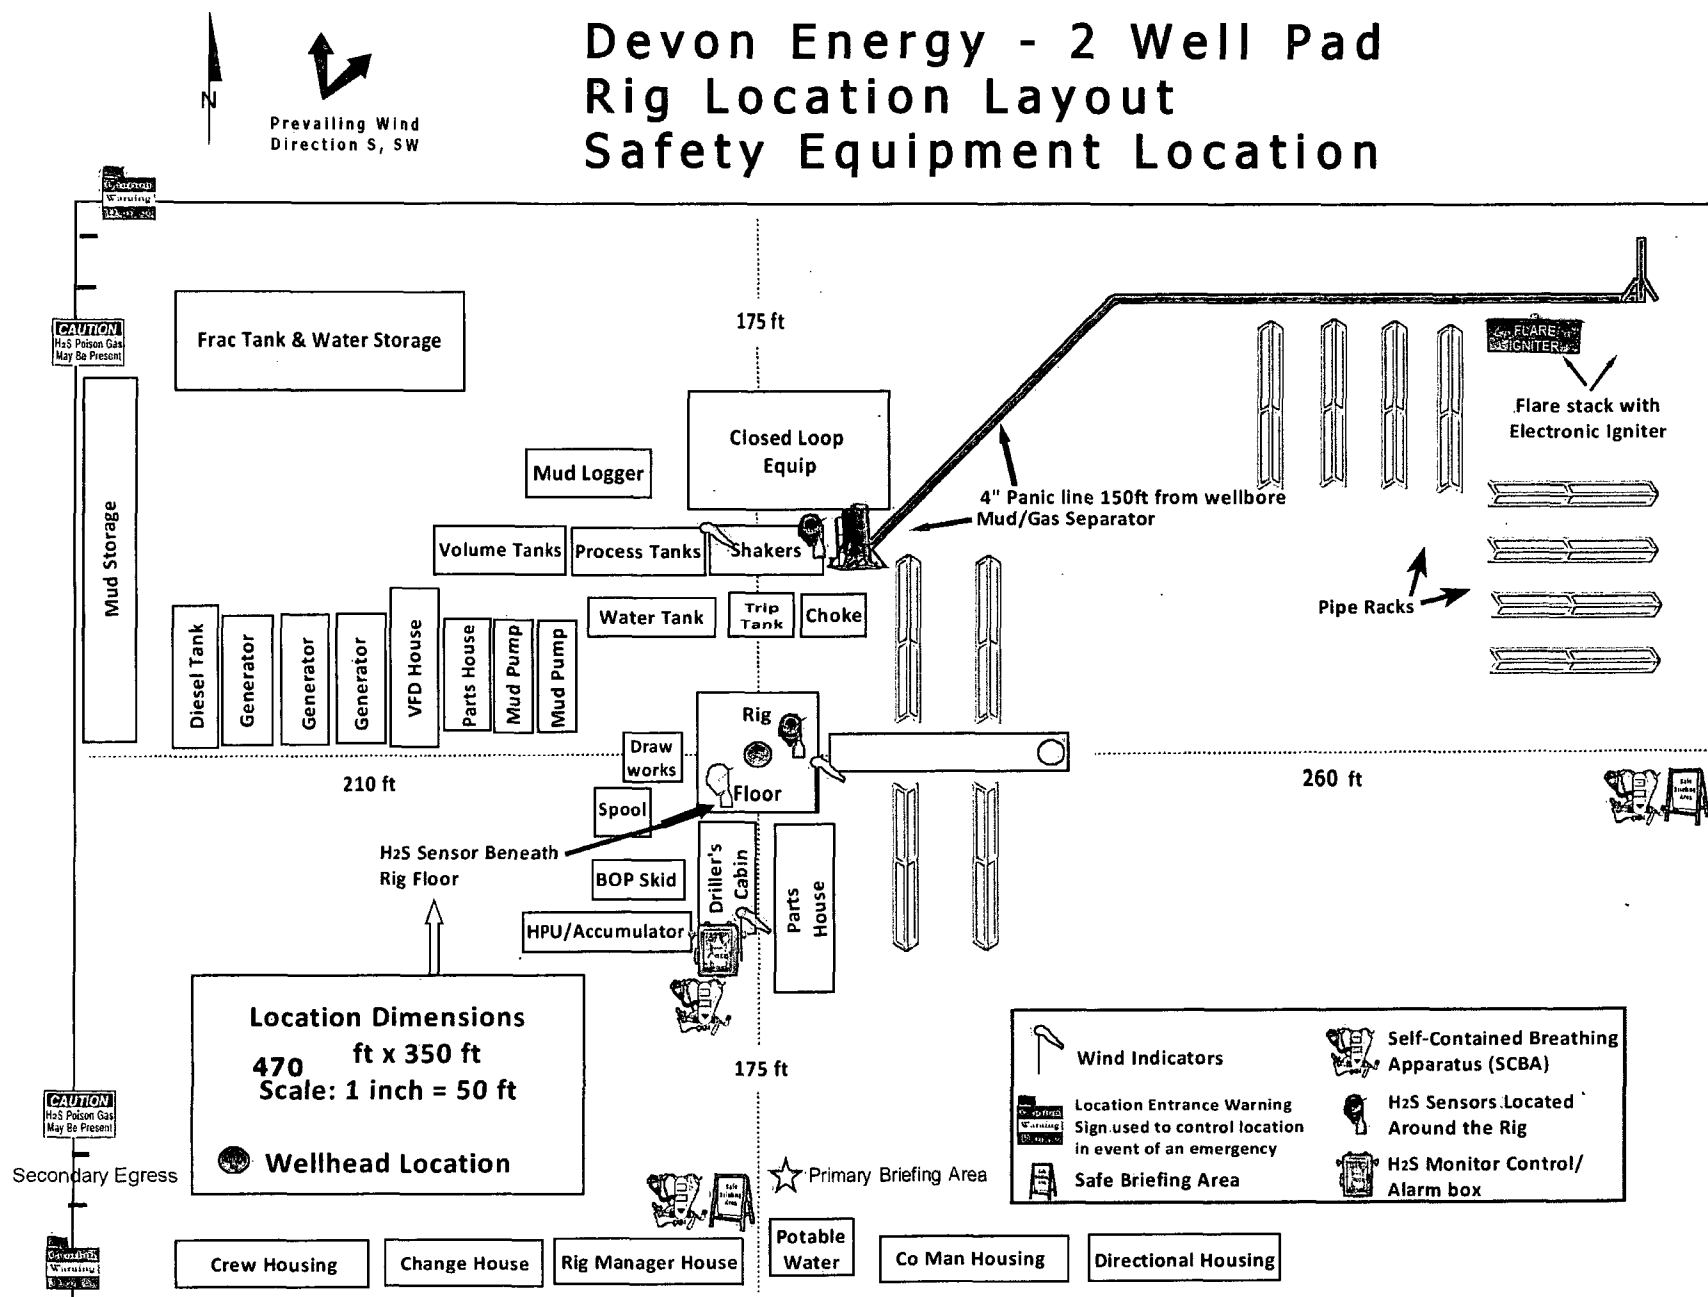 Devon Energy - 2 Well Pad
Rig Location Layout
Safety Equipment Location
N
Prevailing Wind
Direction S, SW
Warning
CAUTION
H2S Poison Gas
May Be Present
Frac Tank & Water Storage
175 ft
FLARE
IGNITER
Flare stack with
Electronic Igniter
Closed Loop
Equip
Mud Logger
4" Panic line 150ft from wellbore
Mud/Gas Separator
Mud Storage
Volume Tanks
Process Tanks
Shakers
Pipe Racks
Water Tank
Trip
Tank
Choke
Diesel Tank
Generator
Generator
Generator
VFD House
Parts House
Mud Pump
Mud Pump
Rig
Floor
Draw
works
210 ft
260 ft
Safe
Briefing
Area
Spool
H2S Sensor Beneath
Rig Floor
BOP Skid
Driller's
Cabin
Parts
House
HPU/Accumulator
Location Dimensions
470 ft x 350 ft
Scale: 1 inch = 50 ft
Wellhead Location
175 ft
Wind Indicators
Self-Contained Breathing
Apparatus (SCBA)
Warning
Location Entrance Warning
Sign used to control location
in event of an emergency
H2S Sensors Located
Around the Rig
Safe Briefing Area
H2S Monitor Control/
Alarm box
CAUTION
H2S Poison Gas
May Be Present
Secondary Egress
Safe
Briefing
Area
Primary Briefing Area
Warning
Crew Housing
Change House
Rig Manager House
Potable
Water
Co Man Housing
Directional Housing